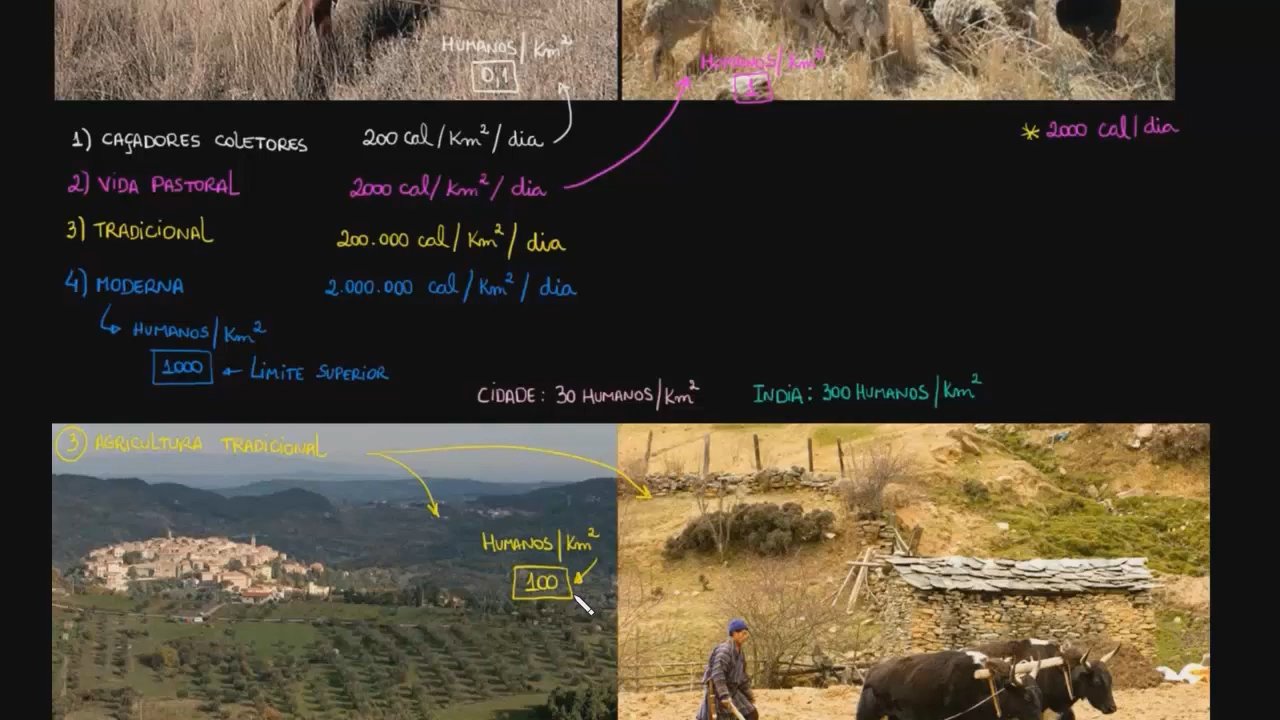 HUMANOS/Km²
0,1
HUMANOS/Km²
1
* 2000 cal/dia
1) CAÇADORES COLETORES 200 cal/Km²/dia
2) VIDA PASTORAL 2000 cal/Km²/dia
3) TRADICIONAL 200.000 cal/Km²/dia
4) MODERNA 2.000.000 cal/Km²/dia
HUMANOS/Km²
1000 ← LIMITE SUPERIOR
CIDADE: 30 HUMANOS/Km² INDIA: 300 HUMANOS/Km²
3 AGRICULTURA TRADICIONAL
HUMANOS/Km²
100